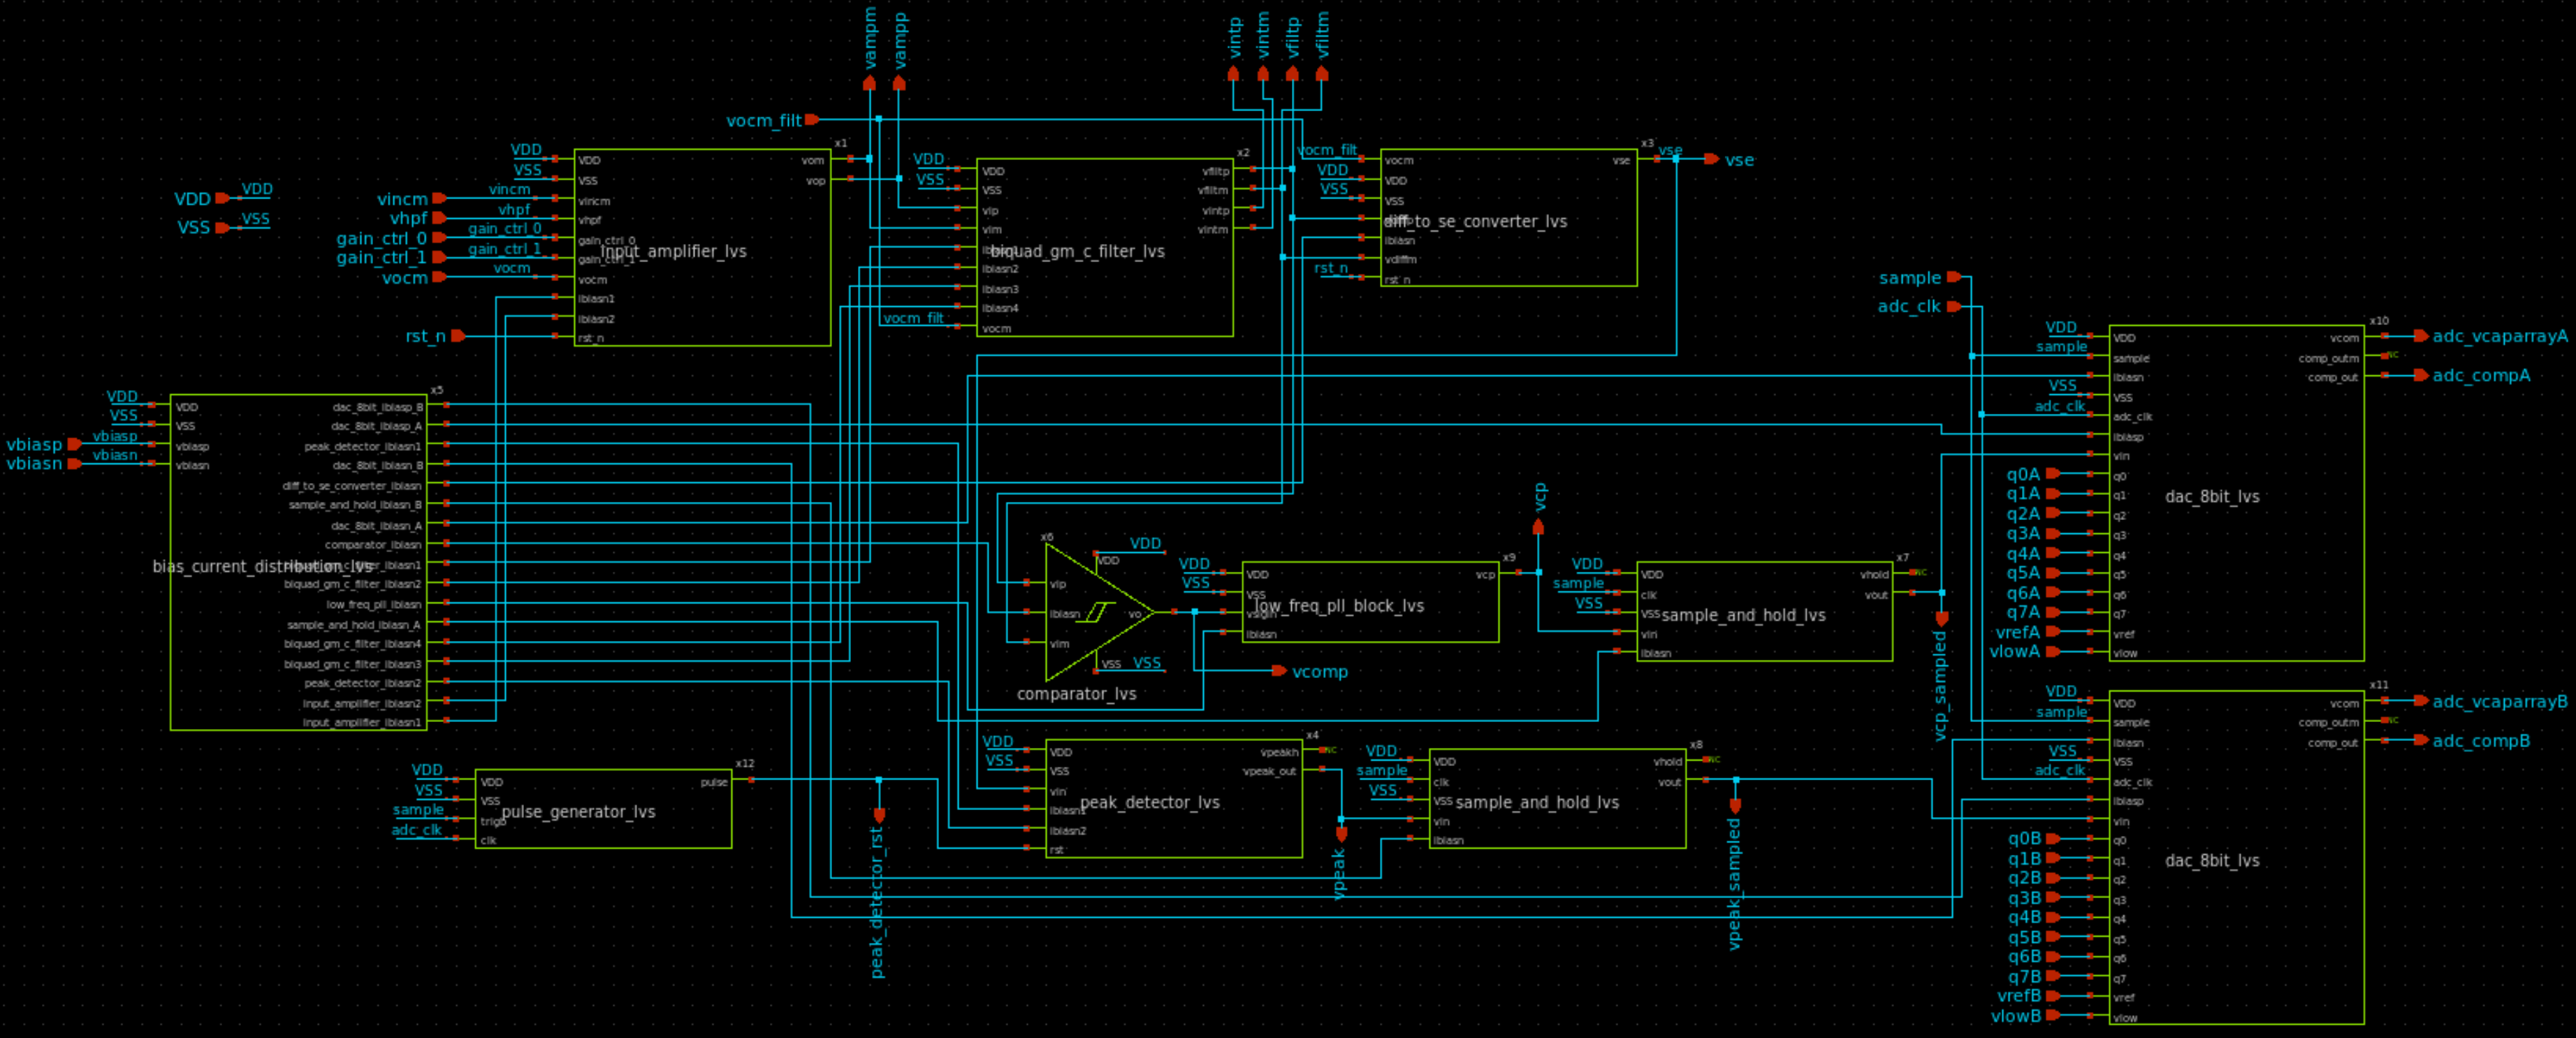 vampm
vampp
vintp
vintm
vfiltp
vfiltm
vocm_filt
VDD
VDD
VSS
VSS
x1
VDD
VSS
vincm
vincm
vhpf
vhpf
gain_ctrl_0
gain_ctrl_0
gain_ctrl_1
gain_ctrl_1
vocm
vocm
rst_n
VDD
VSS
vincm
vhpf
gain_ctrl_0
gain_ctrl_1
vocm
ibiasn1
ibiasn2
rst_n
input_amplifier_lvs
vom
vop
x2
VDD
VSS
vocm_filt
VDD
VSS
vip
vim
ibiasn2
ibiasn3
ibiasn4
vocm
biquad_gm_c_filter_lvs
vfiltp
vfiltm
vintp
vintm
x3
vocm_filt
VDD
VSS
rst_n
vocm
VDD
VSS
ibiasn
vdiffm
rst_n
diff_to_se_converter_lvs
vse
vse
vse
x5
VDD
VSS
vbiasp
vbiasp
vbiasn
vbiasn
VDD
VSS
vbiasp
vbiasn
bias_current_distribution_lvs
dac_8bit_ibiasp_B
dac_8bit_ibiasp_A
peak_detector_ibiasn1
dac_8bit_ibiasn_B
diff_to_se_converter_ibiasn
sample_and_hold_ibiasn_B
dac_8bit_ibiasn_A
comparator_ibiasn
biquad_gm_c_filter_ibiasn1
biquad_gm_c_filter_ibiasn2
low_freq_pll_ibiasn
sample_and_hold_ibiasn_A
biquad_gm_c_filter_ibiasn4
biquad_gm_c_filter_ibiasn3
peak_detector_ibiasn2
input_amplifier_ibiasn2
input_amplifier_ibiasn1
x6
VDD
VDD
vip
ibiasn
vim
vo
VSS
VSS
comparator_lvs
vcomp
x9
VDD
VSS
VDD
VSS
vsigin
ibiasn
low_freq_pll_block_lvs
vcp
vcp
x7
VDD
sample
VSS
VDD
clk
VSS
vin
ibiasn
sample_and_hold_lvs
vhold
NC
vout
vcp_sampled
sample
adc_clk
x10
VDD
sample
VSS
adc_clk
q0A
q1A
q2A
q3A
q4A
q5A
q6A
q7A
vrefA
vlowA
VDD
sample
ibiasn
VSS
adc_clk
ibiasp
vin
q0
q1
q2
q3
q4
q5
q6
q7
vref
vlow
dac_8bit_lvs
vcom
comp_outm
comp_out
NC
adc_vcaparrayA
adc_compA
x12
VDD
VSS
sample
adc_clk
VDD
VSS
trigb
clk
pulse_generator_lvs
pulse
peak_detector_rst
x4
VDD
VSS
VDD
VSS
vin
ibiasn1
ibiasn2
rst
peak_detector_lvs
vpeakh
NC
vpeak_out
vpeak
x8
VDD
sample
VSS
VDD
clk
VSS
vin
ibiasn
sample_and_hold_lvs
vhold
NC
vout
vpeak_sampled
x11
VDD
sample
VSS
adc_clk
q0B
q1B
q2B
q3B
q4B
q5B
q6B
q7B
vrefB
vlowB
VDD
sample
ibiasn
VSS
adc_clk
ibiasp
vin
q0
q1
q2
q3
q4
q5
q6
q7
vref
vlow
dac_8bit_lvs
vcom
comp_outm
comp_out
NC
adc_vcaparrayB
adc_compB